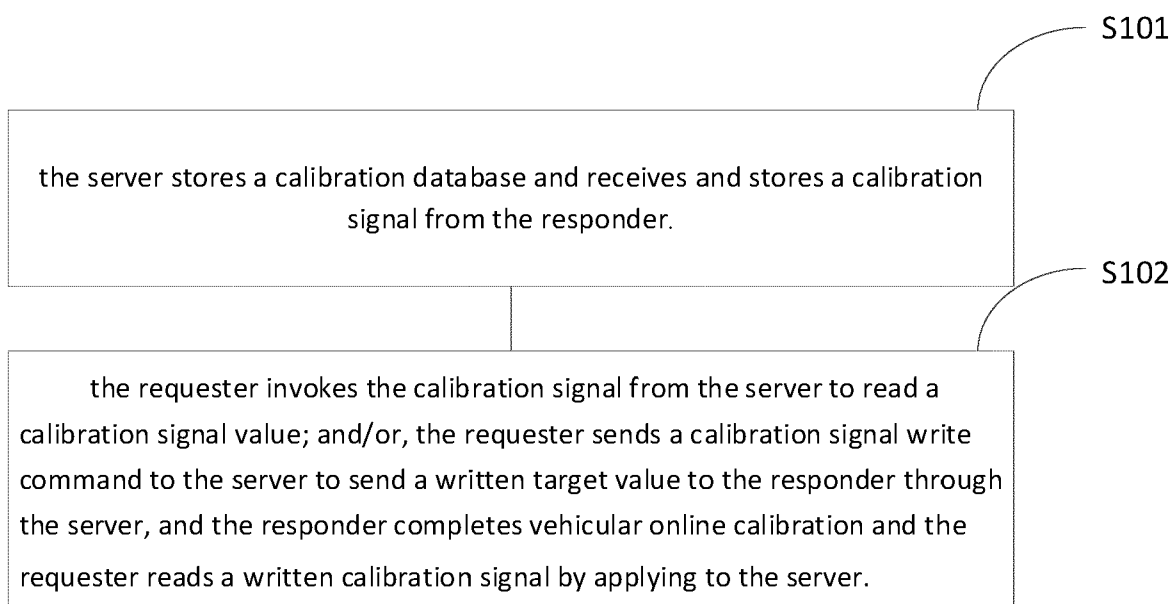 S101
the server stores a calibration database and receives and stores a calibration
signal from the responder.
S102
the requester invokes the calibration signal from the server to read a
calibration signal value; and/or, the requester sends a calibration signal write
command to the server to send a written target value to the responder through
the server, and the responder completes vehicular online calibration and the
requester reads a written calibration signal by applying to the server.